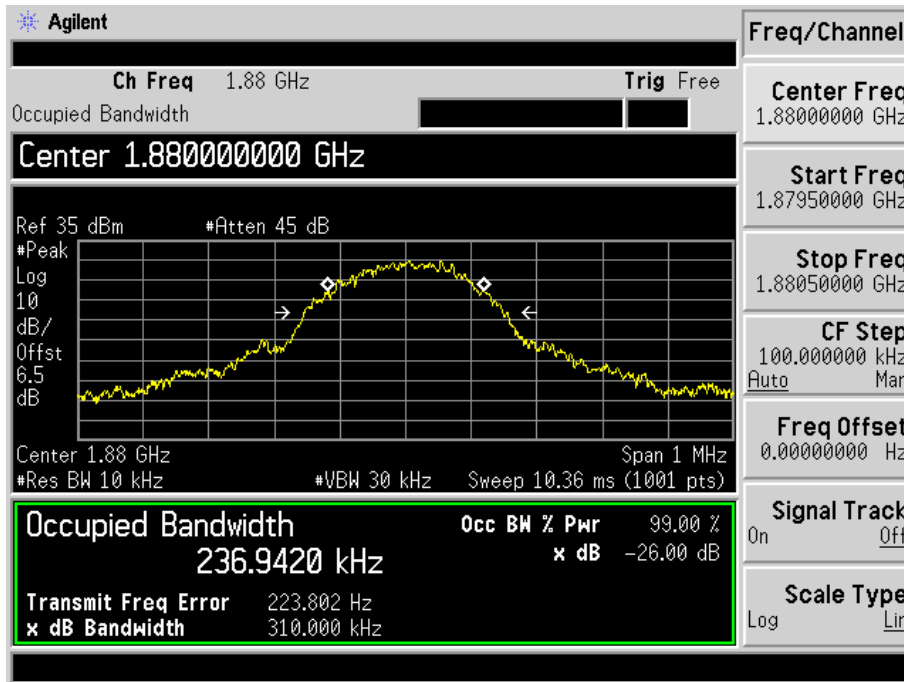 Agilent
Freq/Channel
Ch Freq 1.88 GHz Trig Free
Occupied Bandwidth
Center 1.880000000 GHz
Ref 35 dBm #Atten 45 dB
#Peak
Log
10
dB/
Offst
6.5
dB
Center 1.88 GHz Span 1 MHz
#Res BW 10 kHz #VBW 30 kHz Sweep 10.36 ms (1001 pts)
Occupied Bandwidth Occ BW % Pwr 99.00 %
236.9420 kHz x dB -26.00 dB
Transmit Freq Error 223.802 Hz
x dB Bandwidth 310.000 kHz
Center Freq
1.88000000 GHz
Start Freq
1.87950000 GHz
Stop Freq
1.88050000 GHz
CF Step
100.000000 kHz
Auto Man
Freq Offset
0.00000000 Hz
Signal Track
On Off
Scale Type
Log Lin